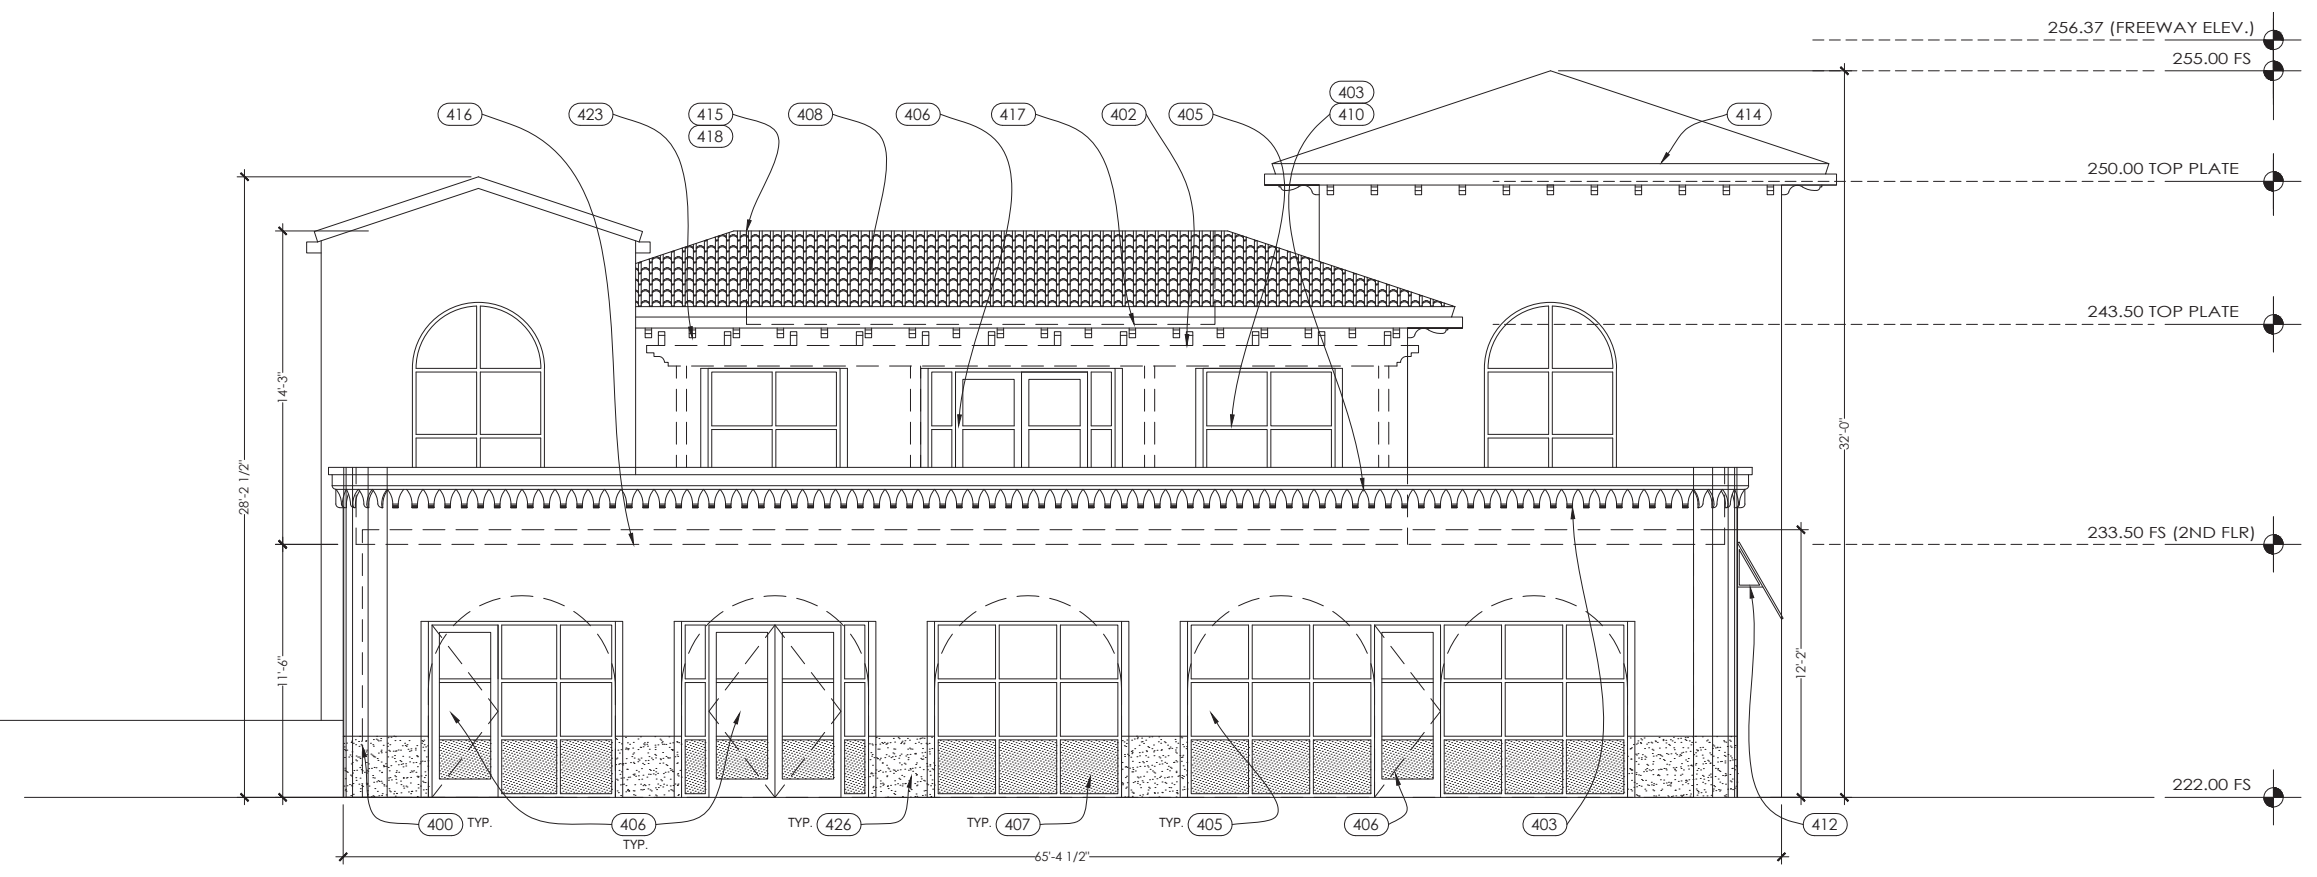 256.37 (FREEWAY ELEV.)
255.00 FS
403
416
423
415
408
406
417
402
405
410
414
418
250.00 TOP PLATE
243.50 TOP PLATE
14'-3"
32'-0"
28'-2 1/2"
233.50 FS (2ND FLR)
11'-6"
12'-2"
222.00 FS
400 TYP.
406
TYP.
TYP. 426
TYP. 407
TYP. 405
406
403
412
65'-4 1/2"